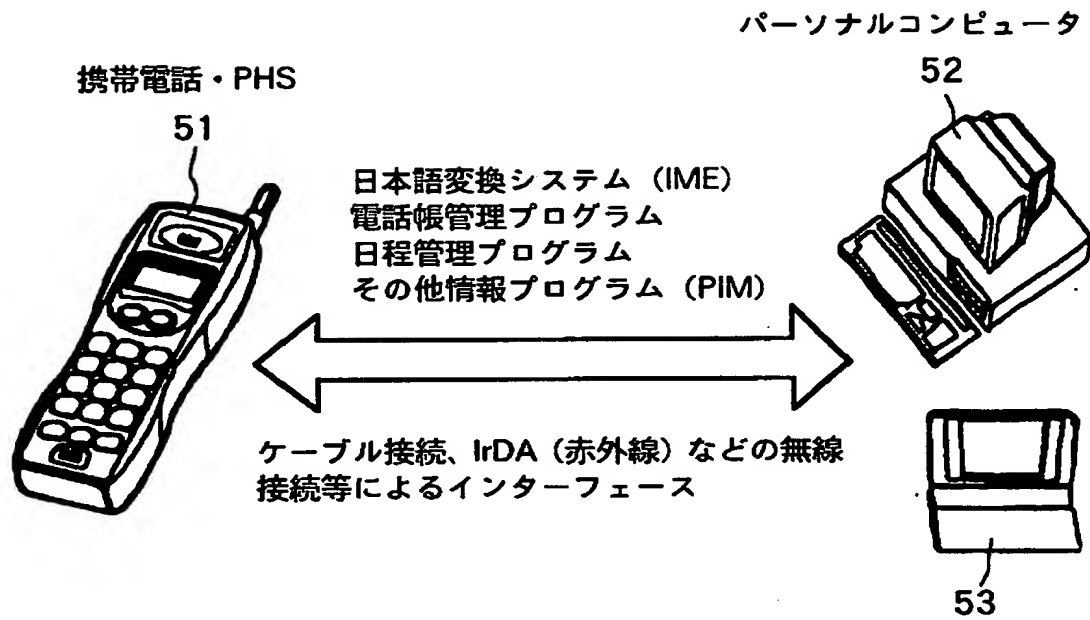 パーソナルコンピュータ
52
携帯電話・PHS
51
日本語変換システム（IME）
電話帳管理プログラム
日程管理プログラム
その他情報プログラム（PIM）
ケーブル接続、IrDA（赤外線）などの無線
接続等によるインターフェース
53